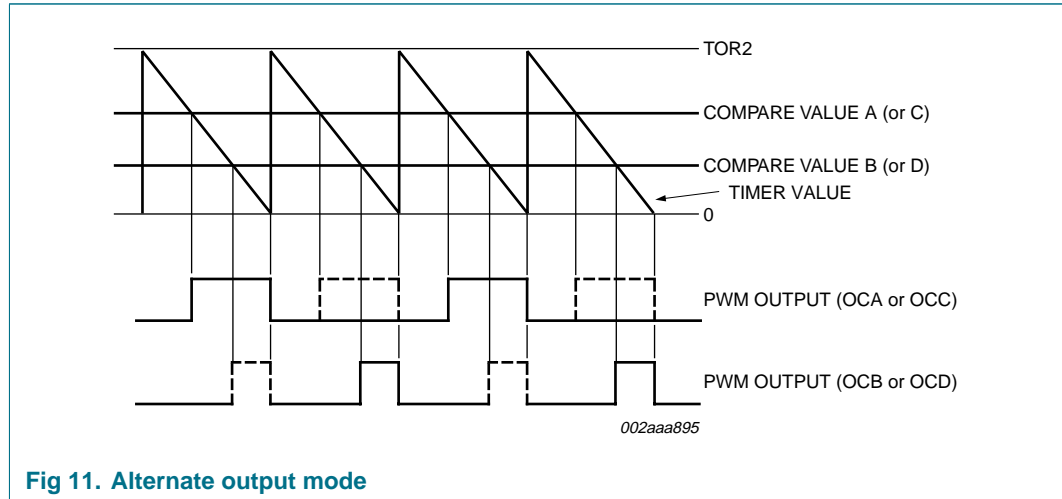 TOR2
COMPARE VALUE A (or C)
COMPARE VALUE B (or D)
TIMER VALUE
0
PWM OUTPUT (OCA or OCC)
PWM OUTPUT (OCB or OCD)
002aaa895
Fig 11. Alternate output mode